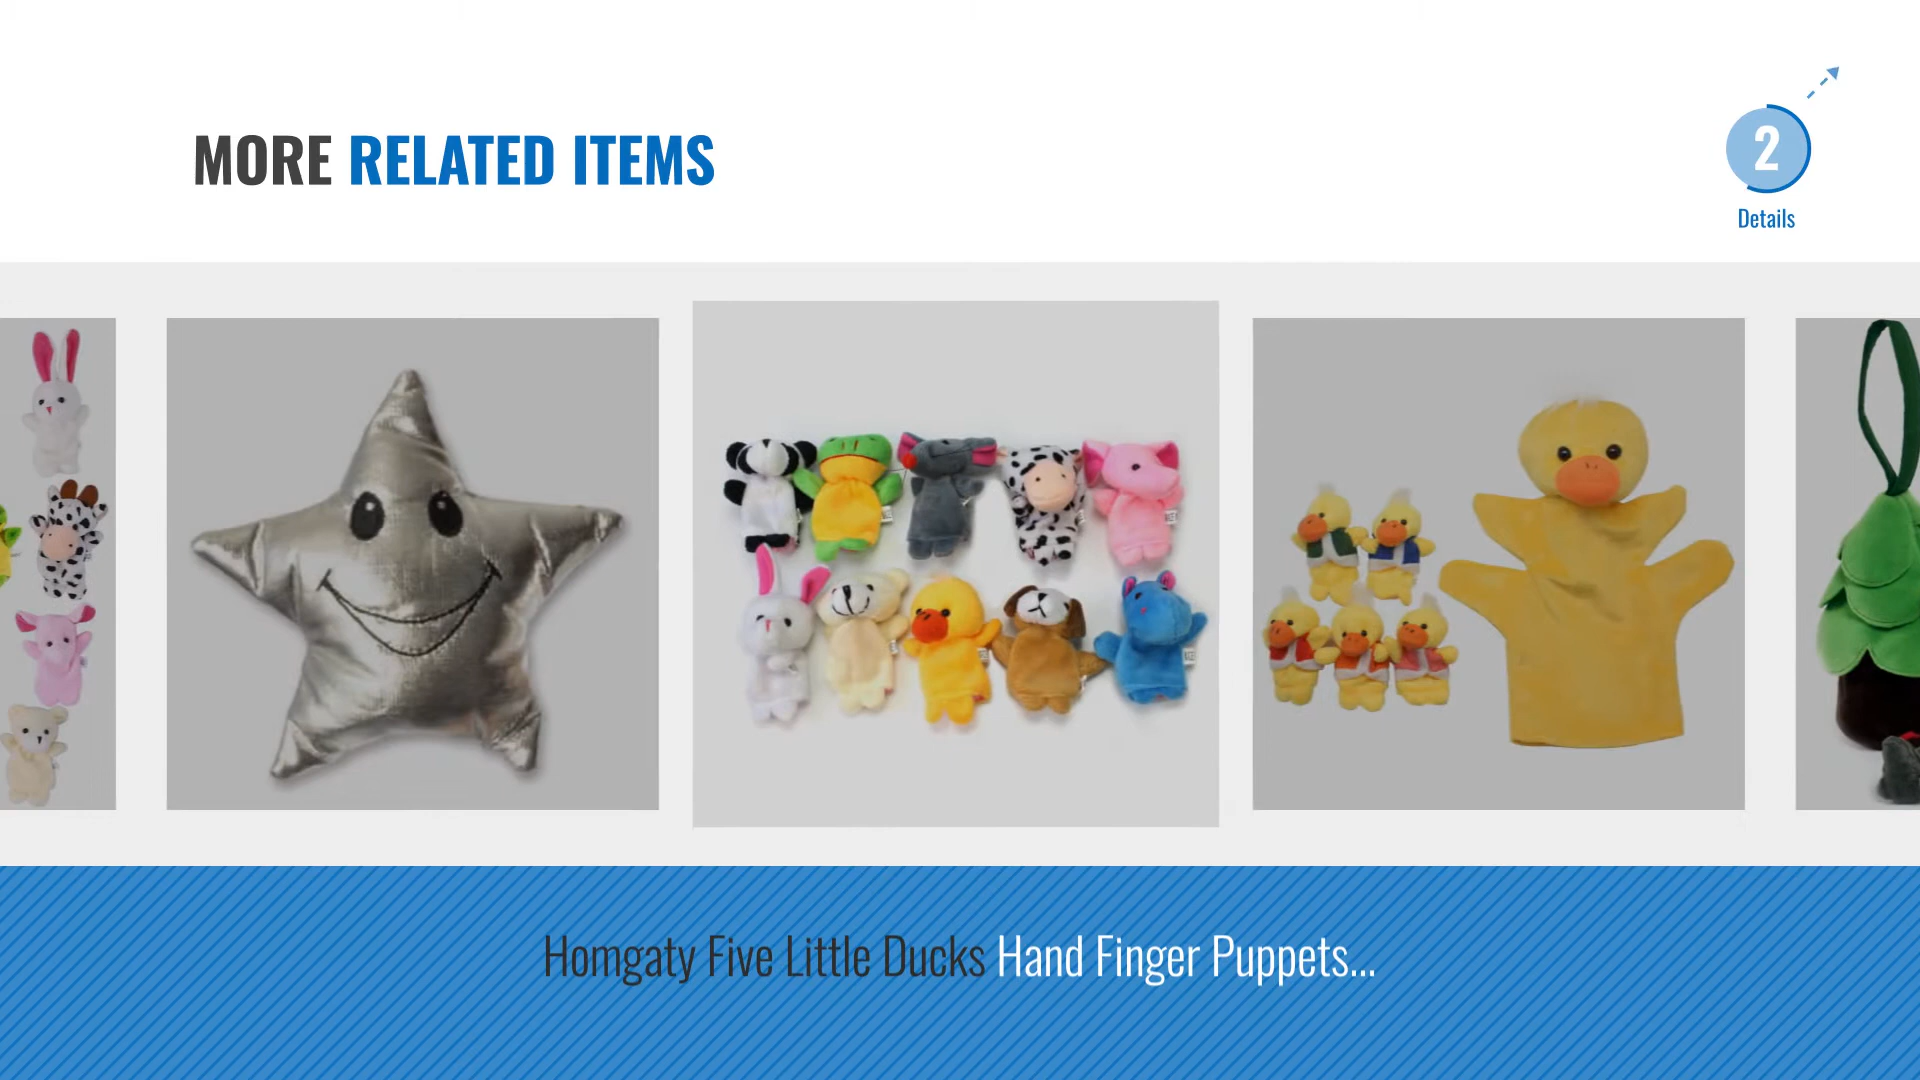 MORE RELATED ITEMS
2
Details
Homgaty Five Little Ducks Hand Finger Puppets...